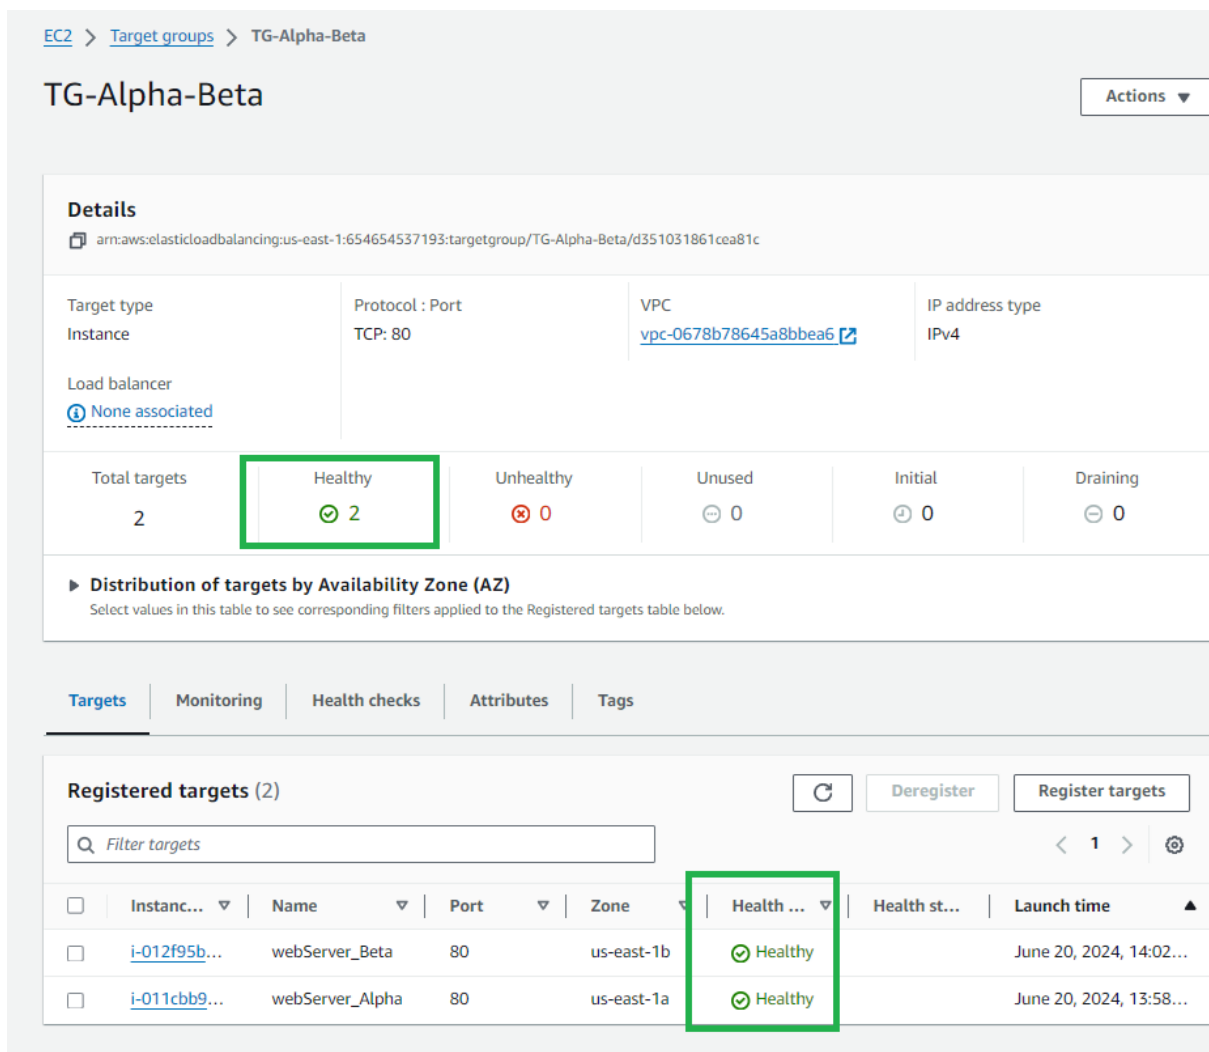 EC2 > Target groups > TG-Alpha-Beta
TG-Alpha-Beta
Actions
Details
arn:aws:elasticloadbalancing:us-east-1:654654537193:targetgroup/TG-Alpha-Beta/d351031861cea81c
Target type
Instance
Protocol : Port
TCP: 80
VPC
vpc-0678b78645a8bbea6
IP address type
IPv4
Load balancer
None associated
Total targets
2
Healthy
2
Unhealthy
0
Unused
0
Initial
0
Draining
0
Distribution of targets by Availability Zone (AZ)
Select values in this table to see corresponding filters applied to the Registered targets table below.
Targets Monitoring Health checks Attributes Tags
Registered targets (2)
Deregister
Register targets
Filter targets
1
Instanc... Name Port Zone Health ... Health st... Launch time
i-012f95b... webServer_Beta 80 us-east-1b Healthy June 20, 2024, 14:02...
i-011cbb9... webServer_Alpha 80 us-east-1a Healthy June 20, 2024, 13:58...